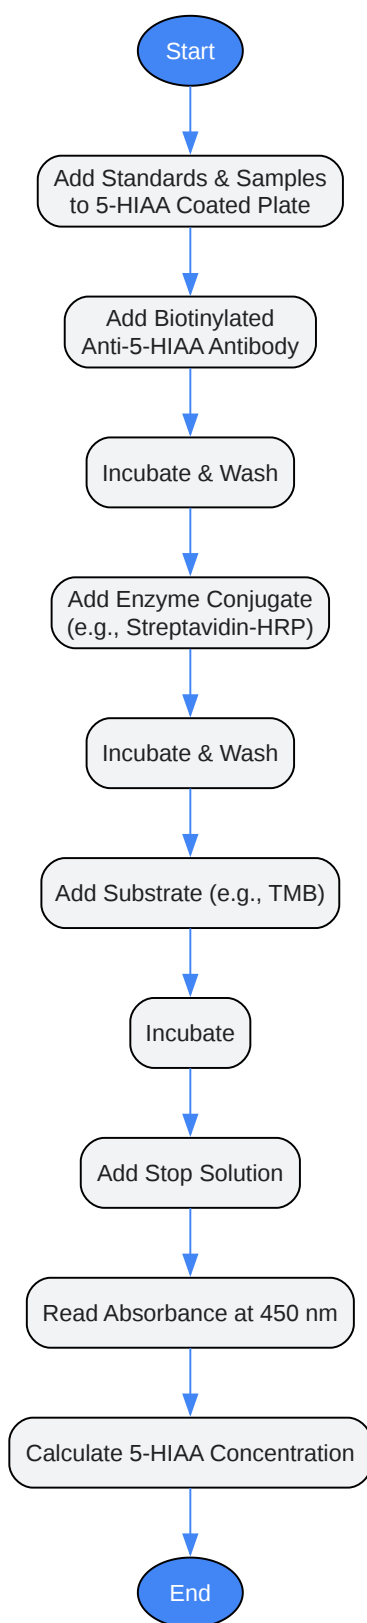 Start
Add Standards & Samples
to 5-HIAA Coated Plate
Add Biotinylated
Anti-5-HIAA Antibody
Incubate & Wash
Add Enzyme Conjugate
(e.g., Streptavidin-HRP)
Incubate & Wash
Add Substrate (e.g., TMB)
Incubate
Add Stop Solution
Read Absorbance at 450 nm
Calculate 5-HIAA Concentration
End